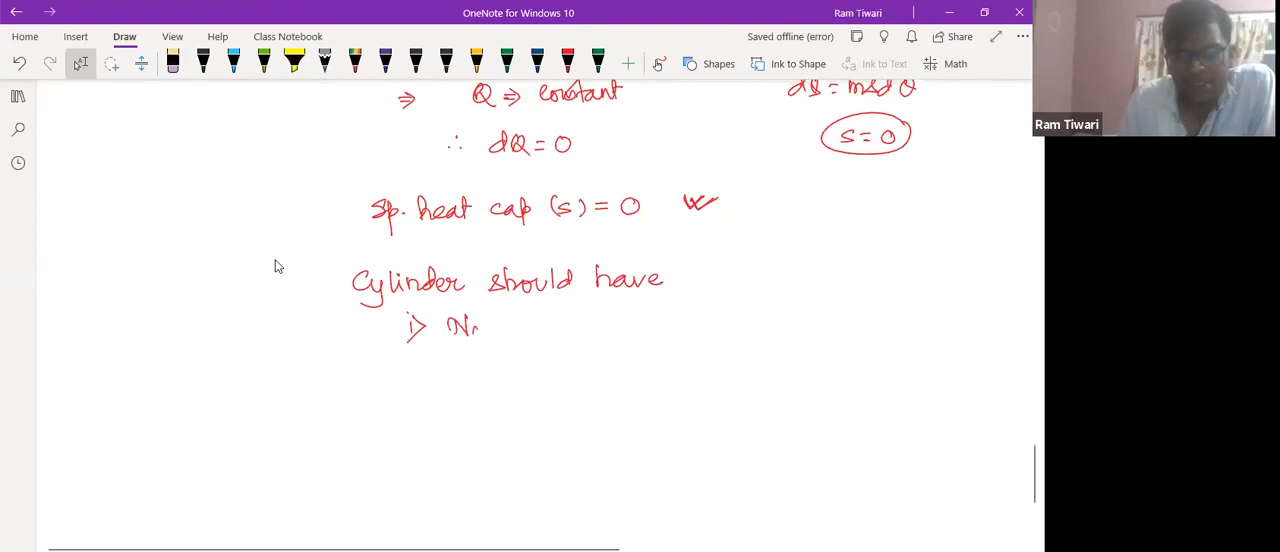 OneNote for Windows 10
Ram Tiwari
Home Insert Draw View Help Class Notebook
Saved offline (error)
Share
Shapes
Ink to Shape
Ink to Text
Math
⇒ Q ⇒ constant
dQ = msdθ
∴ dQ = 0
s = 0
Sp. heat cap (s) = 0
Cylinder should have
i> N
Ram Tiwari